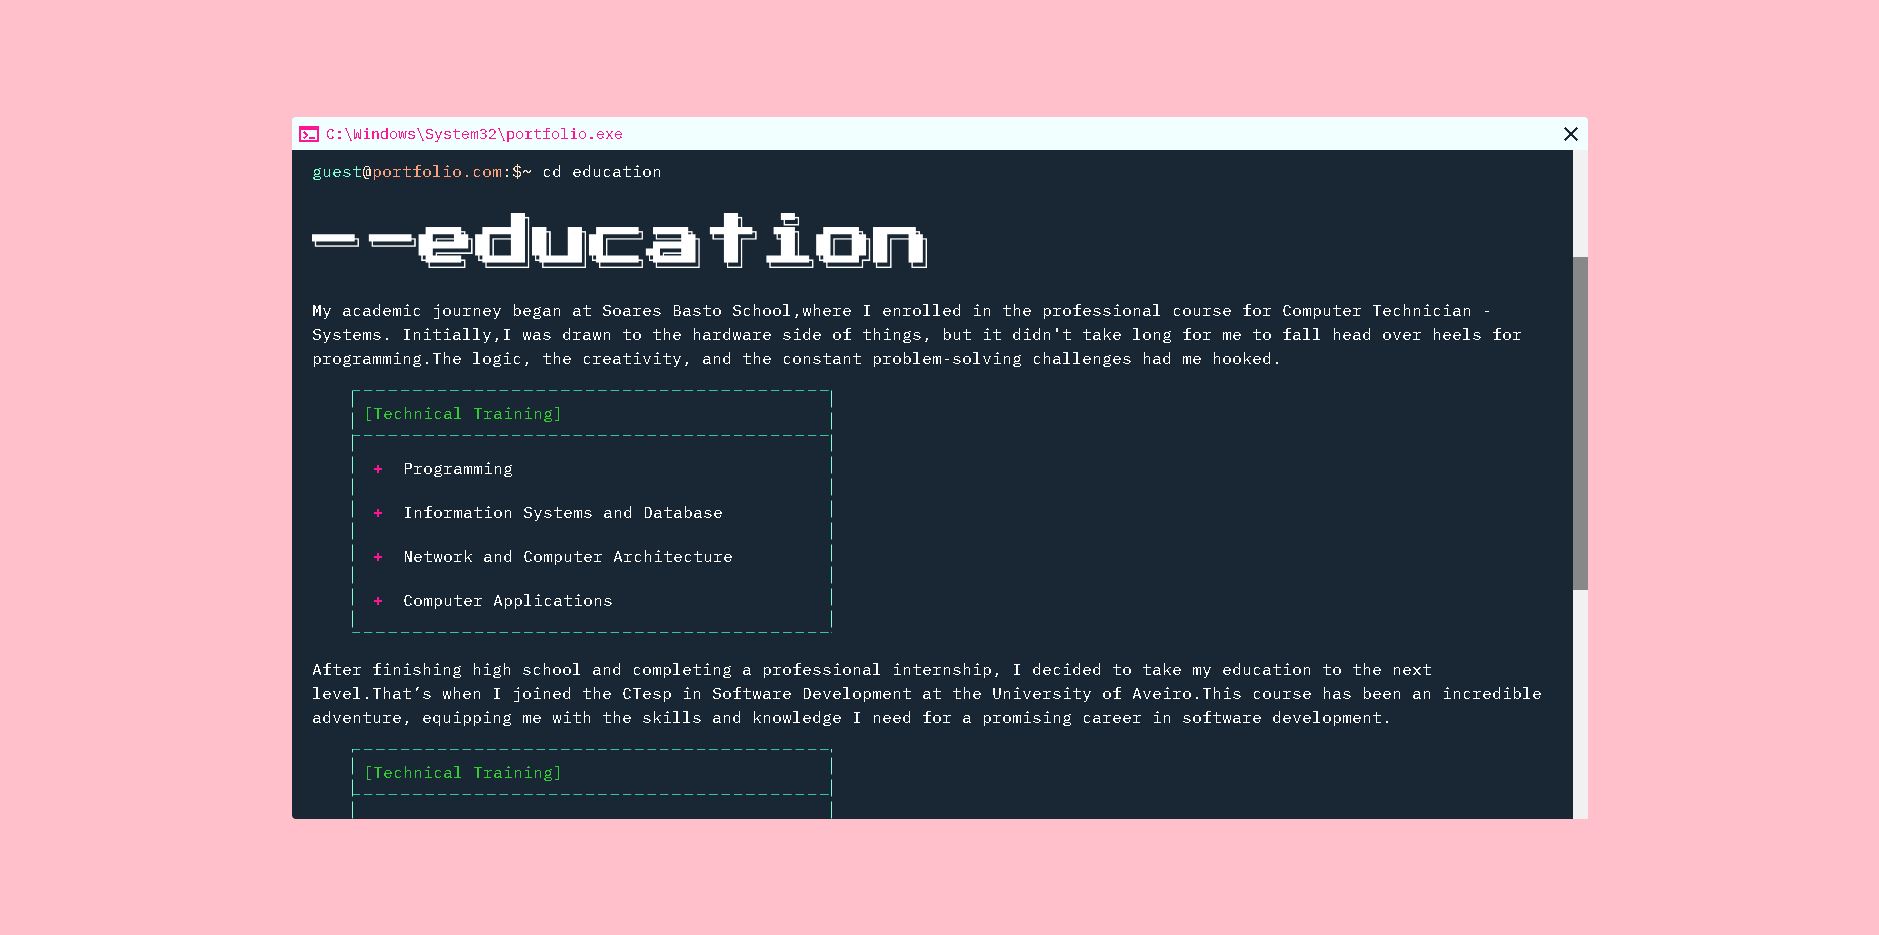 C:\Windows\System32\portfolio.exe
guest@portfolio.com:$~ cd education
--education
My academic journey began at Soares Basto School,where I enrolled in the professional course for Computer Technician -
Systems. Initially,I was drawn to the hardware side of things, but it didn't take long for me to fall head over heels for
programming.The logic, the creativity, and the constant problem-solving challenges had me hooked.
[Technical Training]
+ Programming
+ Information Systems and Database
+ Network and Computer Architecture
+ Computer Applications
After finishing high school and completing a professional internship, I decided to take my education to the next
level.That’s when I joined the CTesp in Software Development at the University of Aveiro.This course has been an incredible
adventure, equipping me with the skills and knowledge I need for a promising career in software development.
[Technical Training]